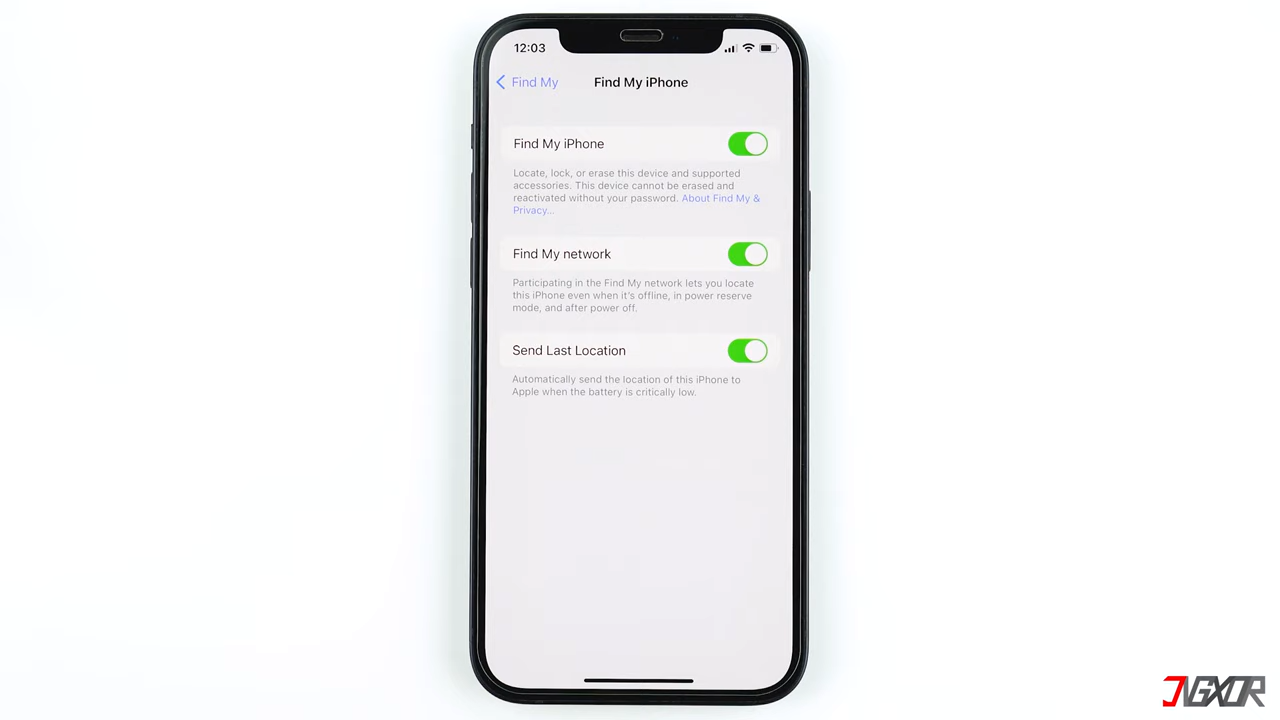 12:03
Find My
Find My iPhone
Find My iPhone
Locate, lock, or erase this device and supported
accessories. This device cannot be erased and
reactivated without your password. About Find My &
Privacy...
Find My network
Participating in the Find My network lets you locate
this iPhone even when it's offline, in power reserve
mode, and after power off.
Send Last Location
Automatically send the location of this iPhone to
Apple when the battery is critically low.
JNGXOR